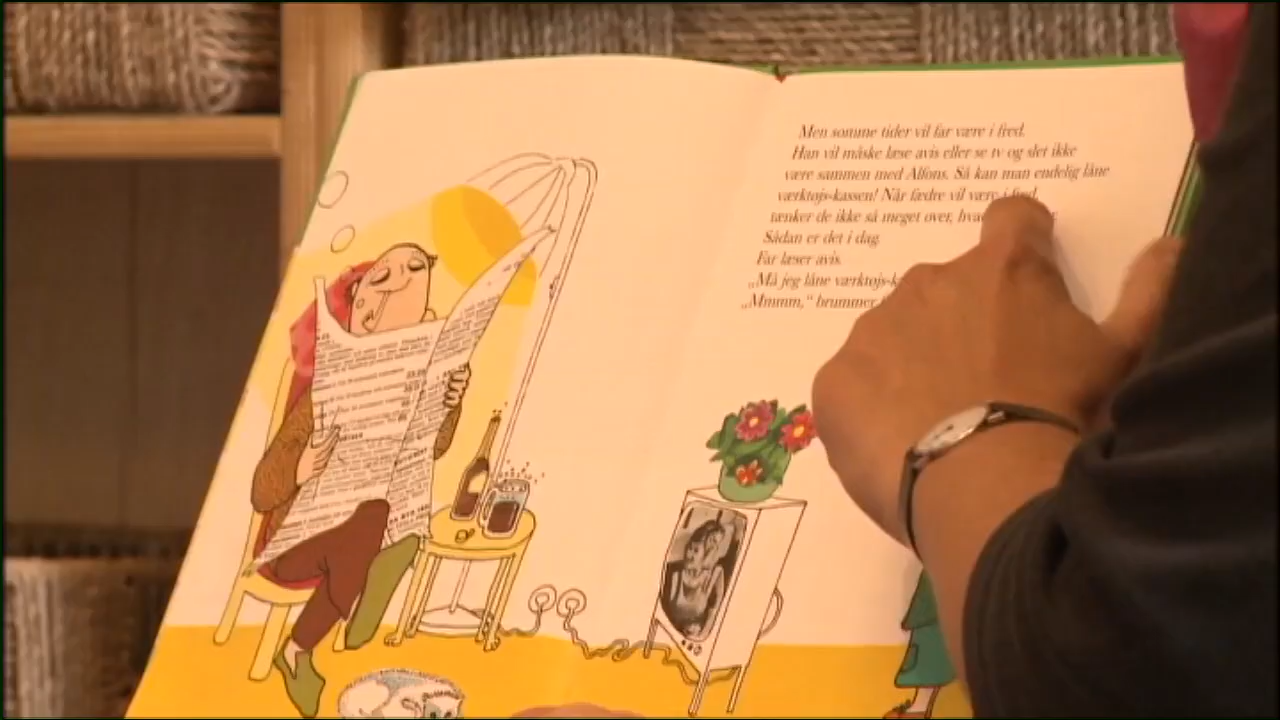 Men somme tider vil far være i fred.
Han vil måske læse avis eller se tv og slet ikke
være sammen med Alfons. Så kan man endelig låne
værktøjs-kassen! Når fædre vil være i fred,
tænker de ikke så meget over,
Sådan er det i dag.
Far læser avis.
„Må jeg låne værktøjs-k
„Mmmm,“ brummer